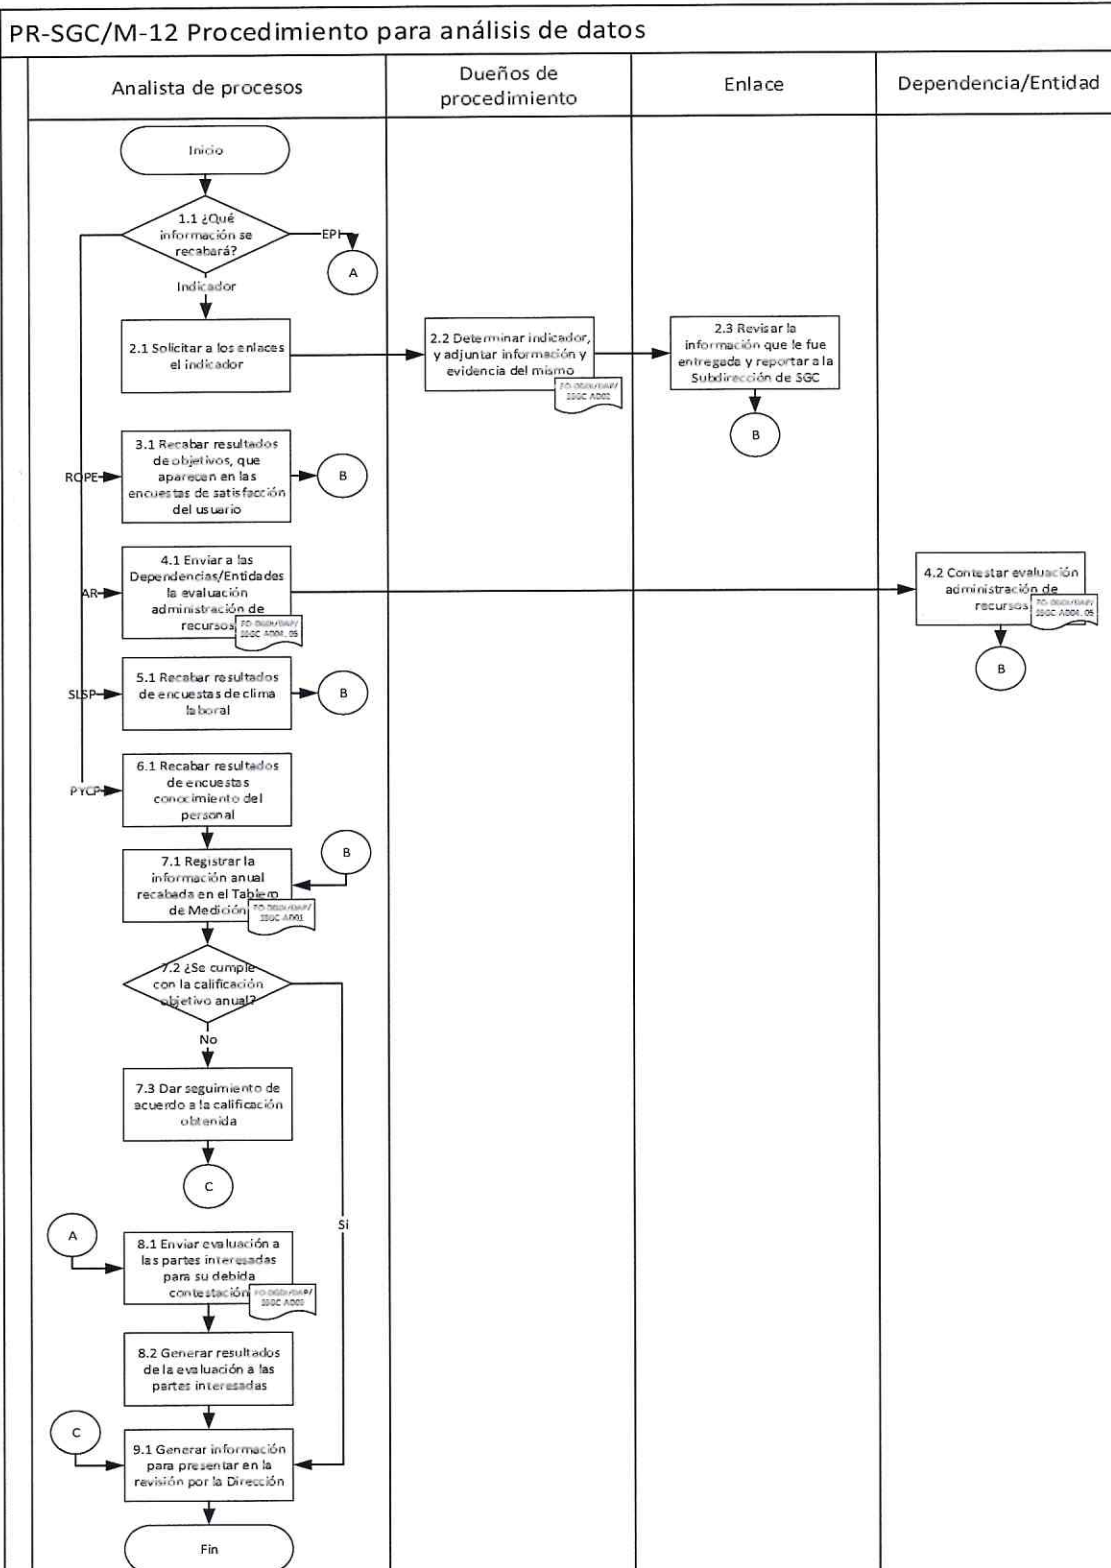 PR-SGC/M-12 Procedimiento para análisis de datos
Analista de procesos
Dueños de
procedimiento
Enlace
Dependencia/Entidad
Inicio
1.1 ¿Qué
información se
recabará?
EPI
A
Indicador
2.1 Solicitar a los enlaces
el indicador
2.2 Determinar indicador,
y adjuntar información y
evidencia del mismo
2.3 Revisar la
información que le fue
entregada y reportar a la
Subdirección de SGC
B
ROPE
3.1 Recabar resultados
de objetivos, que
aparecen en las
encuestas de satisfacción
del usuario
B
AR
4.1 Enviar a las
Dependencias/Entidades
la evaluación
administración de
recursos
4.2 Contestar evaluación
administración de
recursos
B
SLSP
5.1 Recabar resultados
de encuestas de clima
laboral
B
PYCP
6.1 Recabar resultados
de encuestas
conocimiento del
personal
B
7.1 Registrar la
información anual
recabada en el Tablero
de Medición
7.2 ¿Se cumple
con la calificación
objetivo anual?
No
7.3 Dar seguimiento de
acuerdo a la calificación
obtenida
C
Si
A
8.1 Enviar evaluación a
las partes interesadas
para su debida
contestación
8.2 Generar resultados
de la evaluación a las
partes interesadas
C
9.1 Generar información
para presentar en la
revisión por la Dirección
Fin